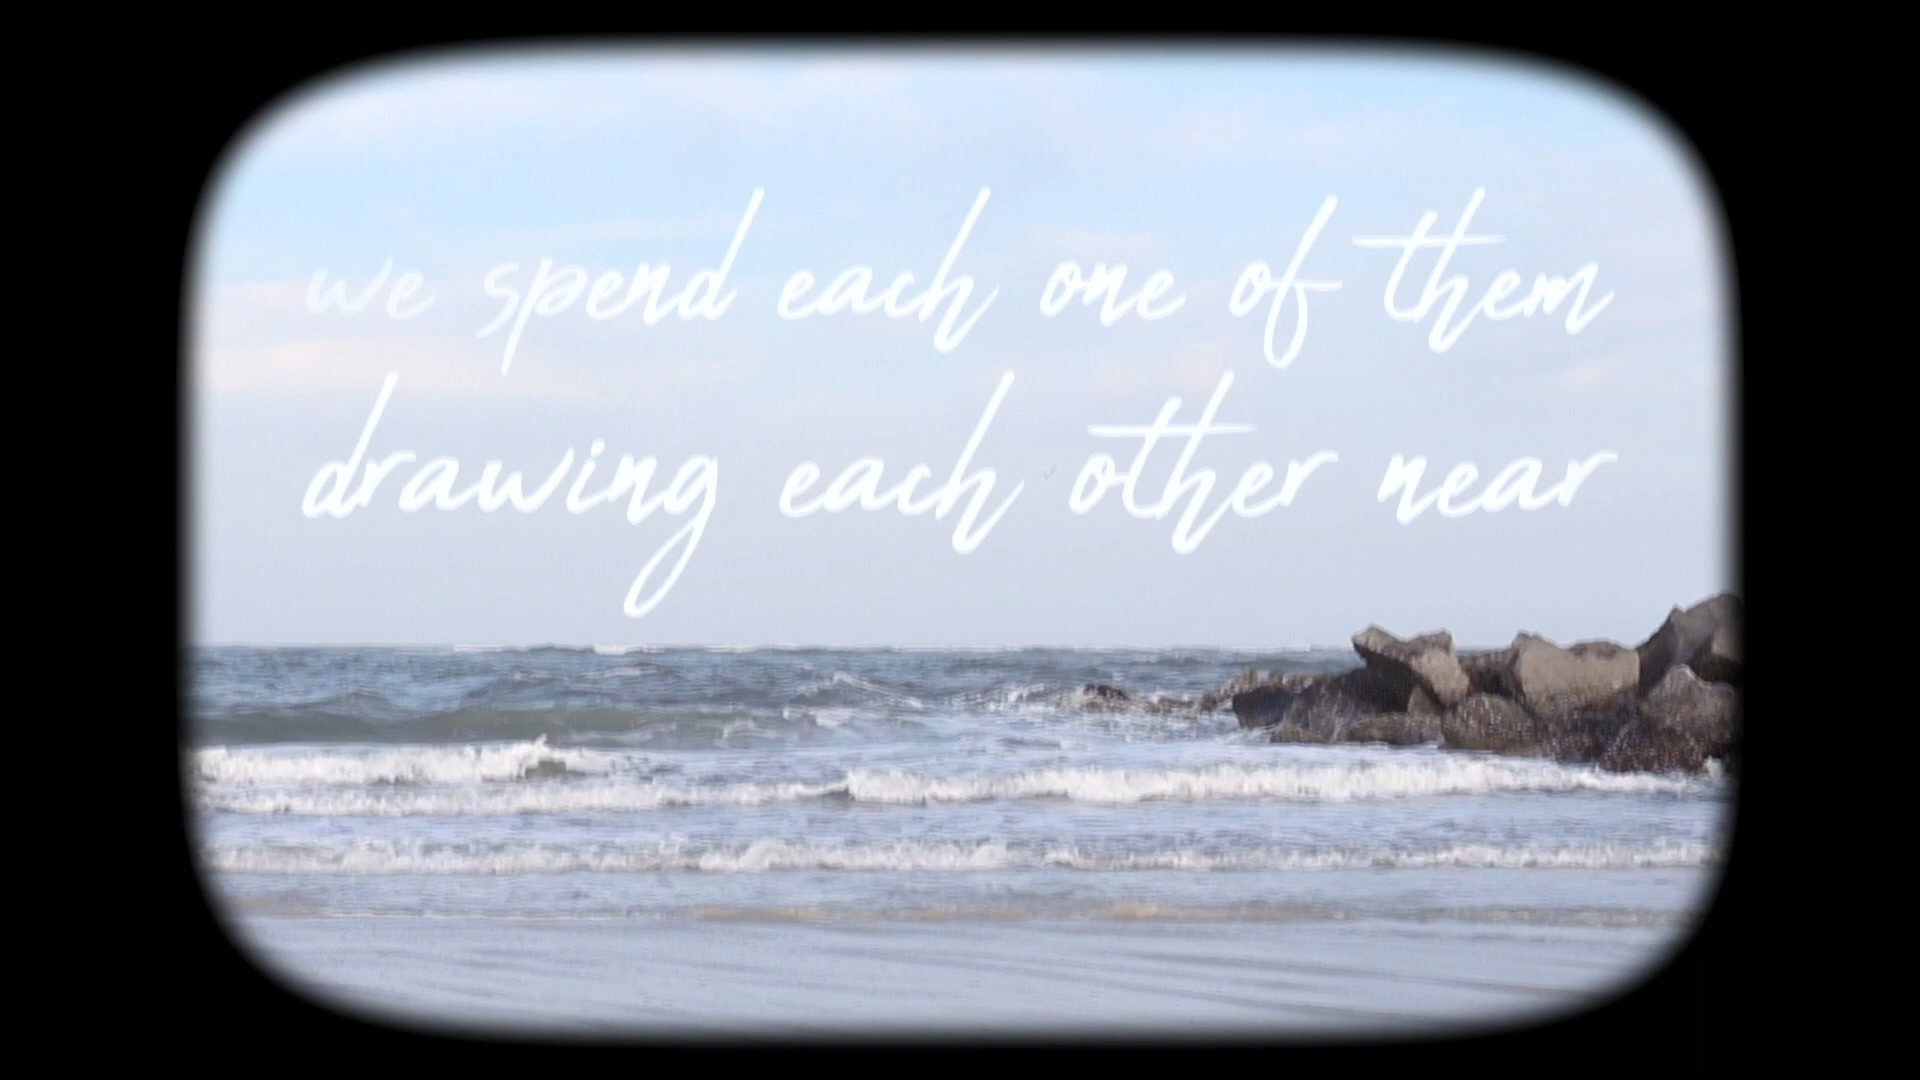 we spend each one of them
drawing each other near